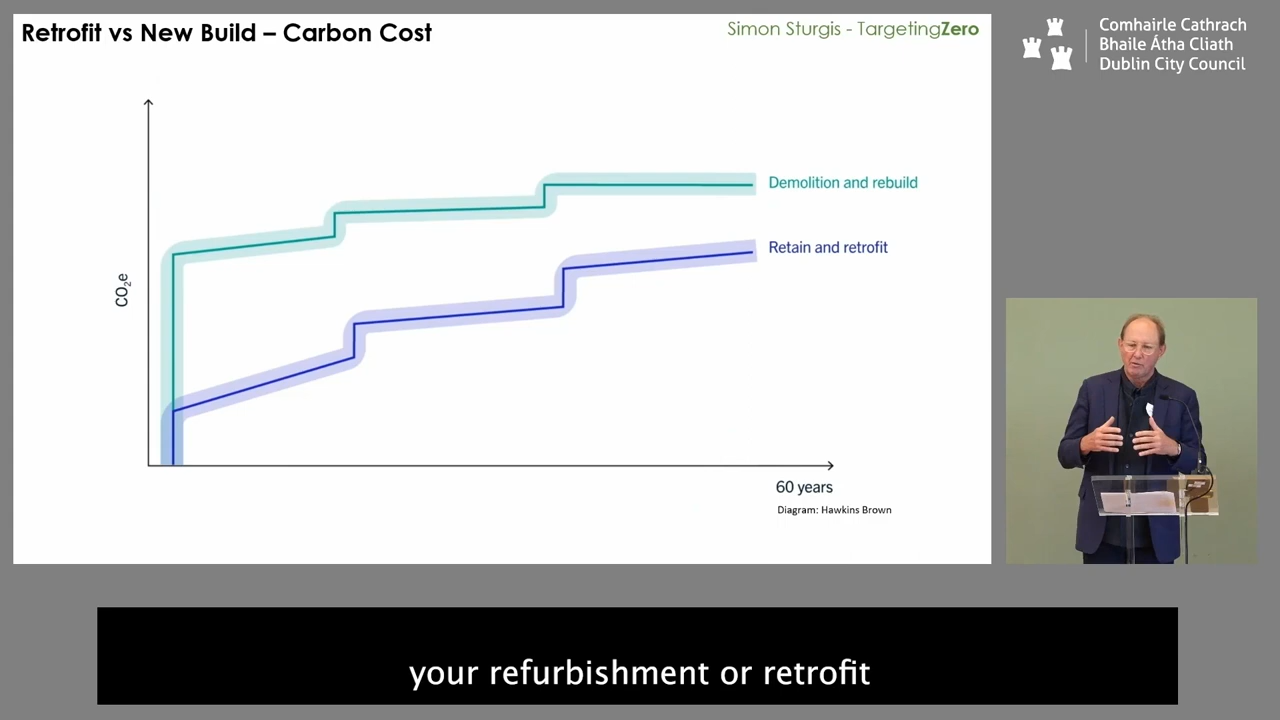 Retrofit vs New Build – Carbon Cost
Simon Sturgis - TargetingZero
Comhairle Cathrach
Bhaile Átha Cliath
Dublin City Council
Demolition and rebuild
Retain and retrofit
CO₂e
60 years
Diagram: Hawkins Brown
your refurbishment or retrofit